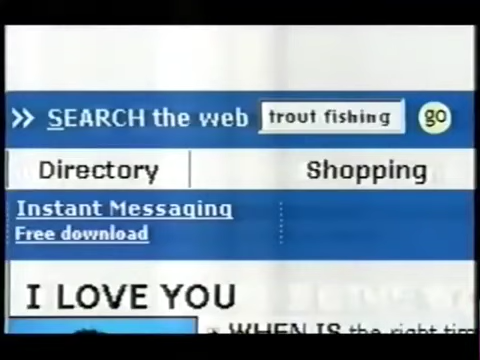 >> SEARCH the web trout fishing go
Directory Shopping
Instant Messaging
Free download
I LOVE YOU
WHEN IS the right tim